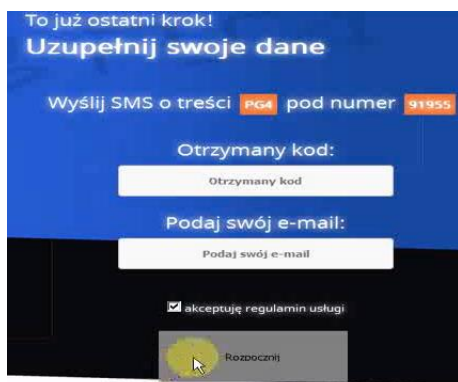 To już ostatni krok!
Uzupełnij swoje dane
Wyślij SMS o treści PG4 pod numer 91955
Otrzymany kod:
Otrzymany kod
Podaj swój e-mail:
Podaj swój e-mail
akceptuję regulamin usługi
Rozpocznij